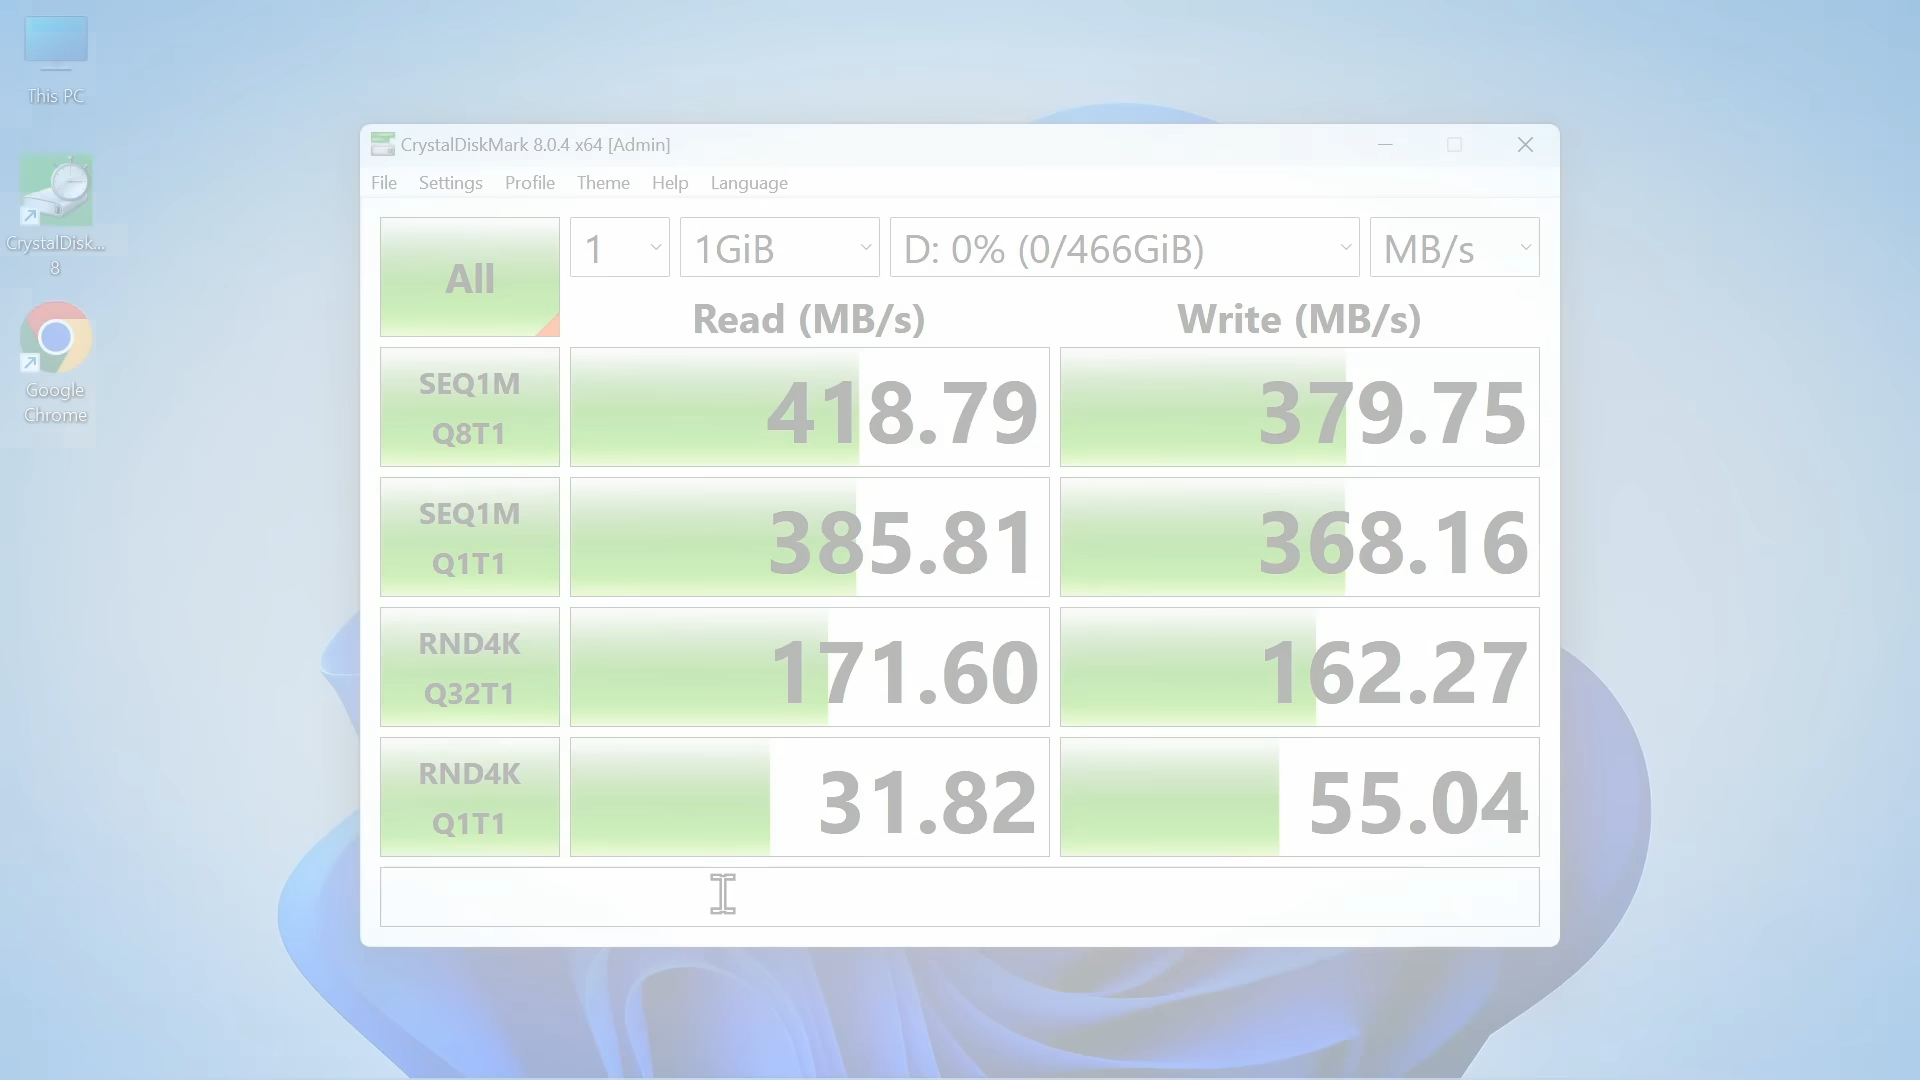 This PC
CrystalDisk...
8
Google
Chrome
CrystalDiskMark 8.0.4 x64 [Admin]
File Settings Profile Theme Help Language
All
1
1GiB
D: 0% (0/466GiB)
MB/s
Read (MB/s)
Write (MB/s)
SEQ1M
Q8T1
418.79
379.75
SEQ1M
Q1T1
385.81
368.16
RND4K
Q32T1
171.60
162.27
RND4K
Q1T1
31.82
55.04